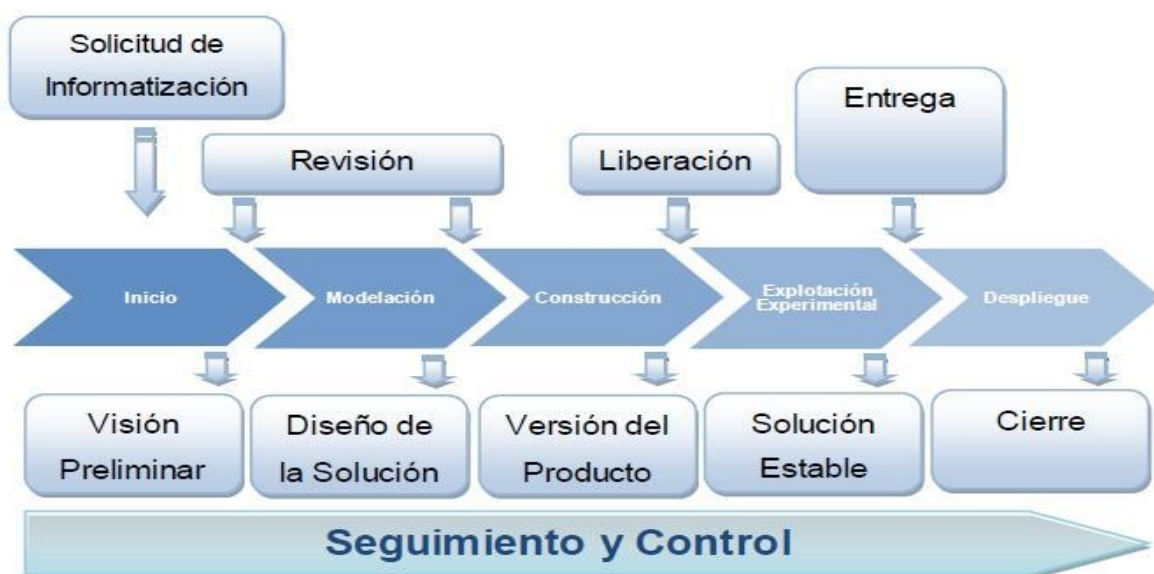 Solicitud de
Informatización
Entrega
Revisión
Liberación
Inicio
Modelación
Construcción
Explotación
Experimental
Despliegue
Visión
Preliminar
Diseño de
la Solución
Versión del
Producto
Solución
Estable
Cierre
Seguimiento y Control